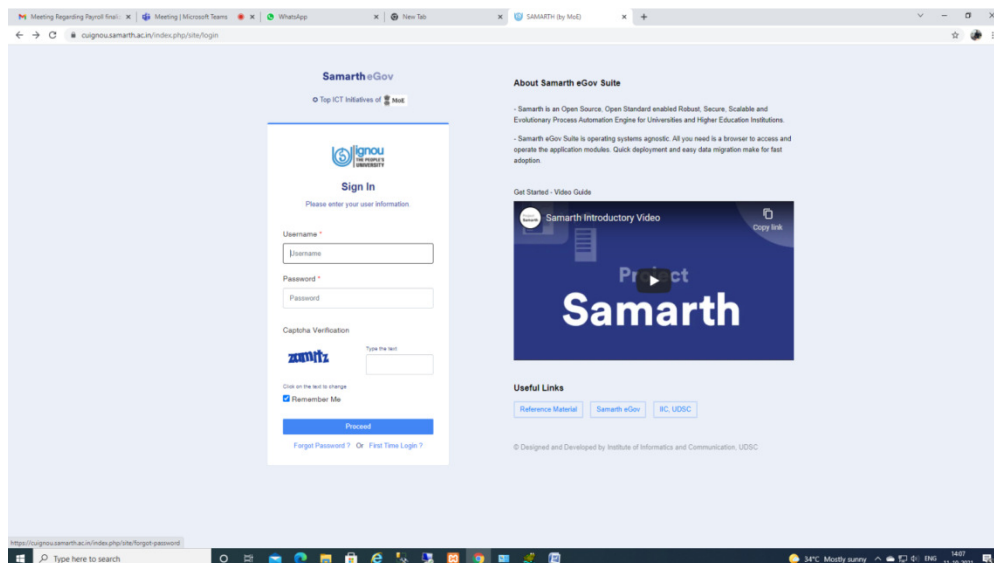 Meeting Regarding Payroll finali
Meeting | Microsoft Teams
WhatsApp
New Tab
SAMARTH (by MoE)
cuignou.samarth.ac.in/index.php/site/login
Samarth eGov
Top ICT Initiatives of MoE
ignou
THE PEOPLE'S
UNIVERSITY
Sign In
Please enter your user information
Username *
Username
Password *
Password
Captcha Verification
Type the text
Click on the text to change
Remember Me
Proceed
Forgot Password ? Or First Time Login ?
About Samarth eGov Suite
- Samarth is an Open Source, Open Standard enabled Robust, Secure, Scalable and
Evolutionary Process Automation Engine for Universities and Higher Education Institutions.
- Samarth eGov Suite is operating systems agnostic. All you need is a browser to access and
operate the application modules. Quick deployment and easy data migration make for fast
adoption.
Get Started - Video Guide
Samarth Introductory Video
Copy link
Project
Samarth
Useful Links
Reference Material
Samarth eGov
IIC, UDSC
© Designed and Developed by Institute of Informatics and Communication, UDSC
https://cuignou.samarth.ac.in/index.php/site/forgot-password
Type here to search
34°C Mostly sunny
ENG
14:07
11-10-2021